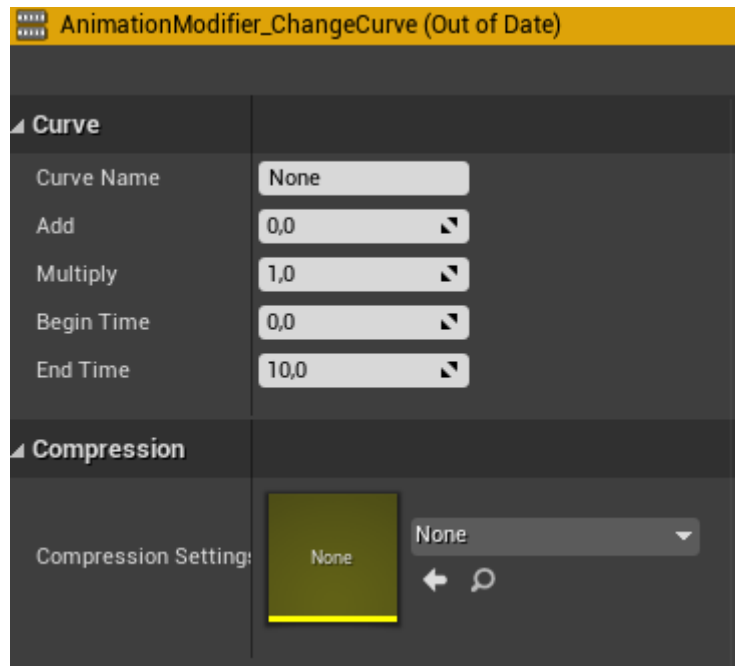 AnimationModifier_ChangeCurve (Out of Date)
Curve
Curve Name None
Add 0,0
Multiply 1,0
Begin Time 0,0
End Time 10,0
Compression
Compression Setting: None None